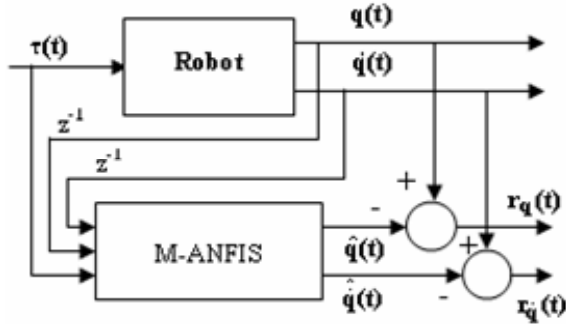 q(t)
τ(t)
Robot
q̇(t)
z⁻¹
z⁻¹
+
-
r_q(t)
M-ANFIS
q̂(t)
+
q̇̂(t)
-
r_q̇(t)